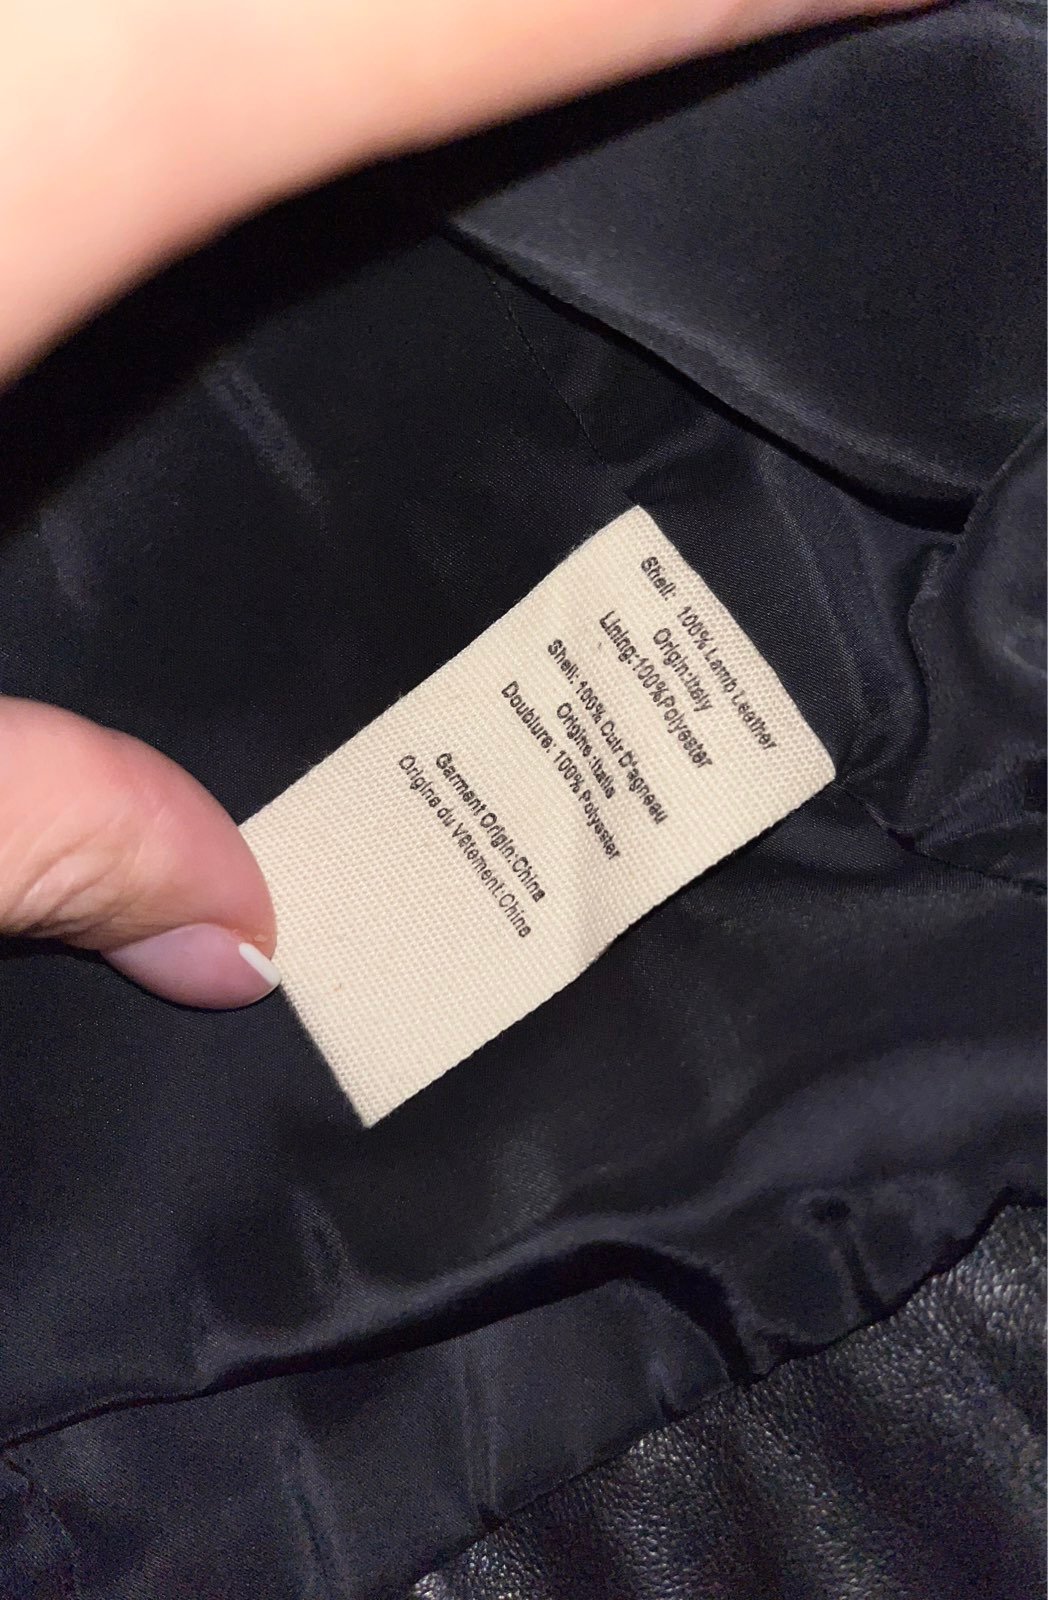 Shell: 100% Lamb Leather
Origin:Italy
Lining:100%Polyester
Shell: 100% Cuir D'agneau
Origine:Italie
Doublure: 100% Polyester
Garment Origin:China
Origine du Vêtement:China